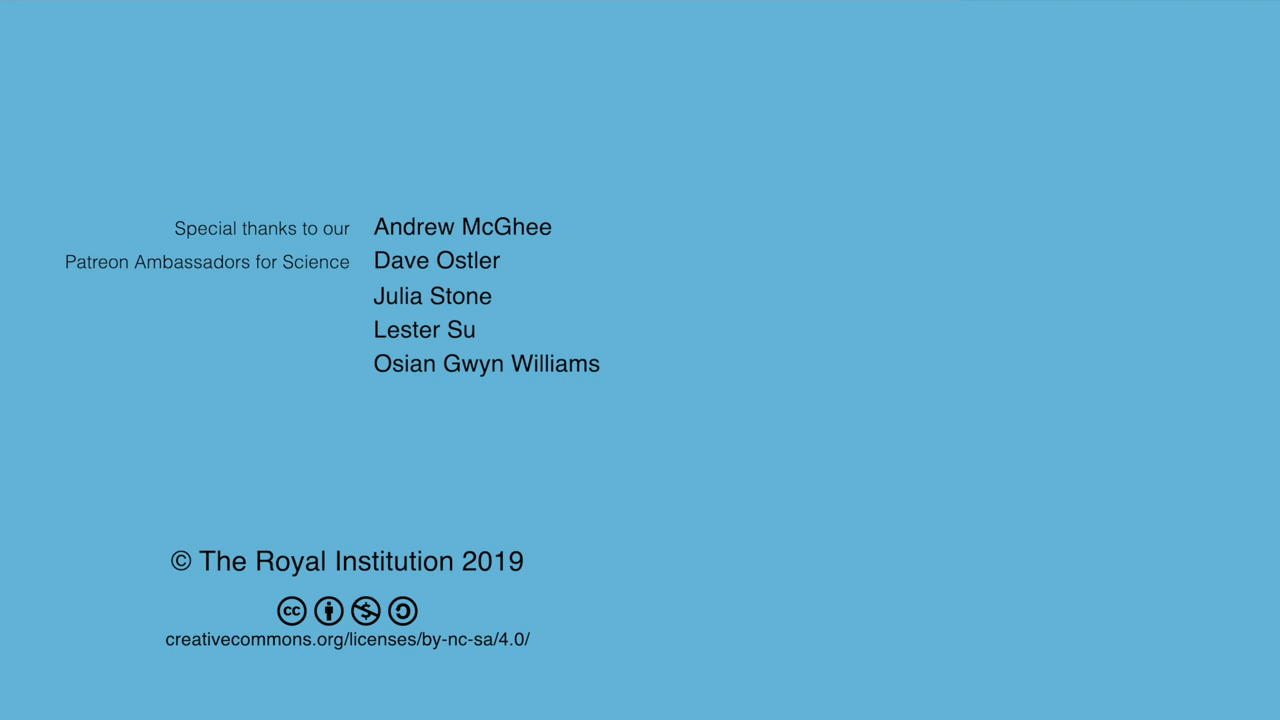 Special thanks to our Andrew McGhee
Patreon Ambassadors for Science Dave Ostler
Julia Stone
Lester Su
Osian Gwyn Williams
© The Royal Institution 2019
cc
creativecommons.org/licenses/by-nc-sa/4.0/